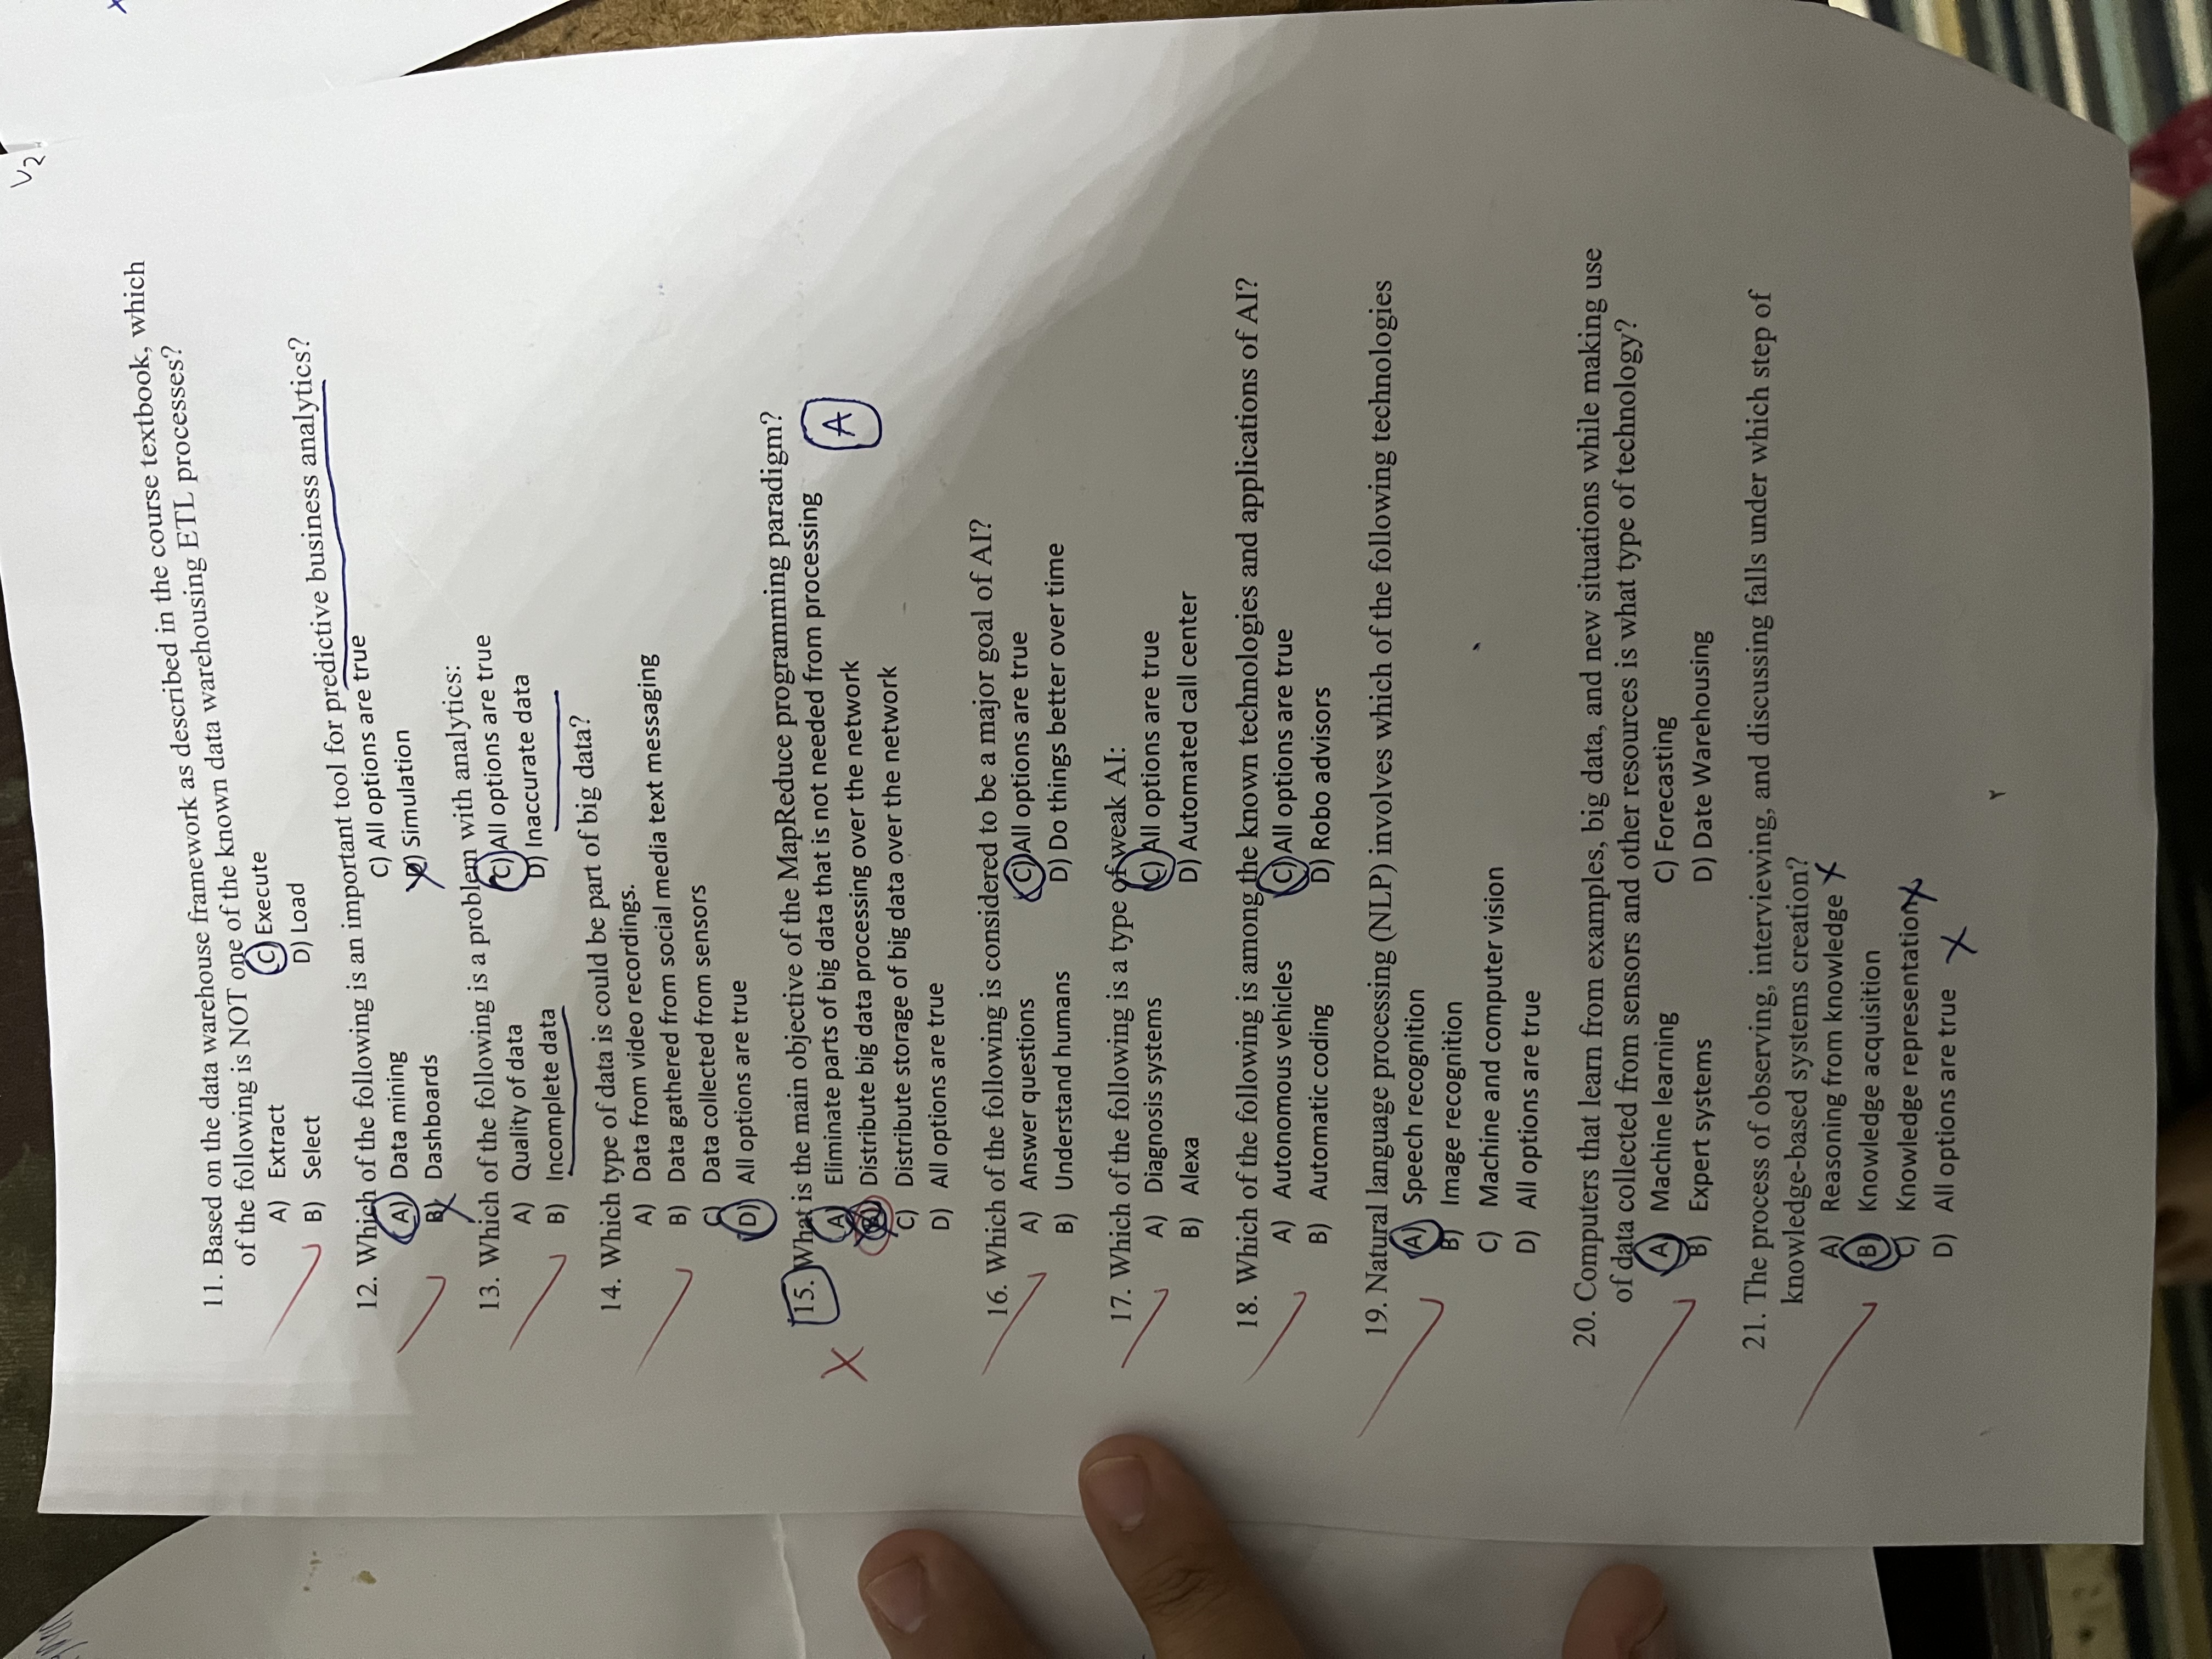 V2
11. Based on the data warehouse framework as described in the course textbook, which
of the following is NOT one of the known data warehousing ETL processes?
A) Extract C) Execute
B) Select D) Load
12. Which of the following is an important tool for predictive business analytics?
A) Data mining C) All options are true
B) Dashboards D) Simulation
13. Which of the following is a problem with analytics:
A) Quality of data C) All options are true
B) Incomplete data D) Inaccurate data
14. Which type of data is could be part of big data?
A) Data from video recordings.
B) Data gathered from social media text messaging
C) Data collected from sensors
D) All options are true
15. What is the main objective of the MapReduce programming paradigm?
A) Eliminate parts of big data that is not needed from processing A
B) Distribute big data processing over the network
C) Distribute storage of big data over the network
D) All options are true
16. Which of the following is considered to be a major goal of AI?
A) Answer questions C) All options are true
B) Understand humans D) Do things better over time
17. Which of the following is a type of weak AI:
A) Diagnosis systems C) All options are true
B) Alexa D) Automated call center
18. Which of the following is among the known technologies and applications of AI?
A) Autonomous vehicles C) All options are true
B) Automatic coding D) Robo advisors
19. Natural language processing (NLP) involves which of the following technologies
A) Speech recognition
B) Image recognition
C) Machine and computer vision
D) All options are true
20. Computers that learn from examples, big data, and new situations while making use
of data collected from sensors and other resources is what type of technology?
A) Machine learning C) Forecasting
B) Expert systems D) Date Warehousing
21. The process of observing, interviewing, and discussing falls under which step of
knowledge-based systems creation?
A) Reasoning from knowledge
B) Knowledge acquisition
C) Knowledge representation
D) All options are true
٢